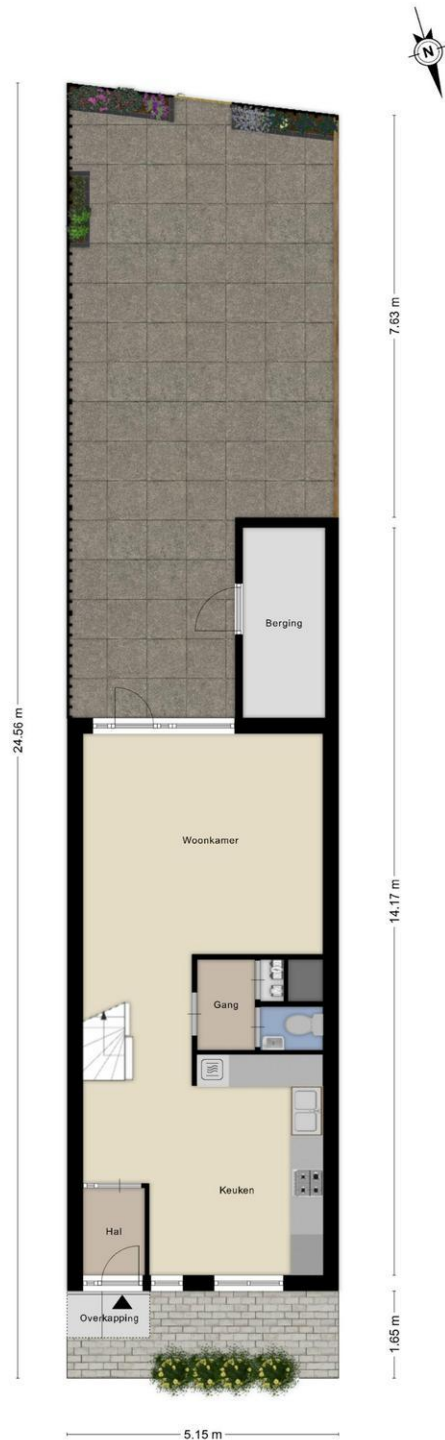 N
7.63 m
Berging
24.56 m
Woonkamer
14.17 m
Gang
Keuken
Hal
Overkapping
1.65 m
5.15 m